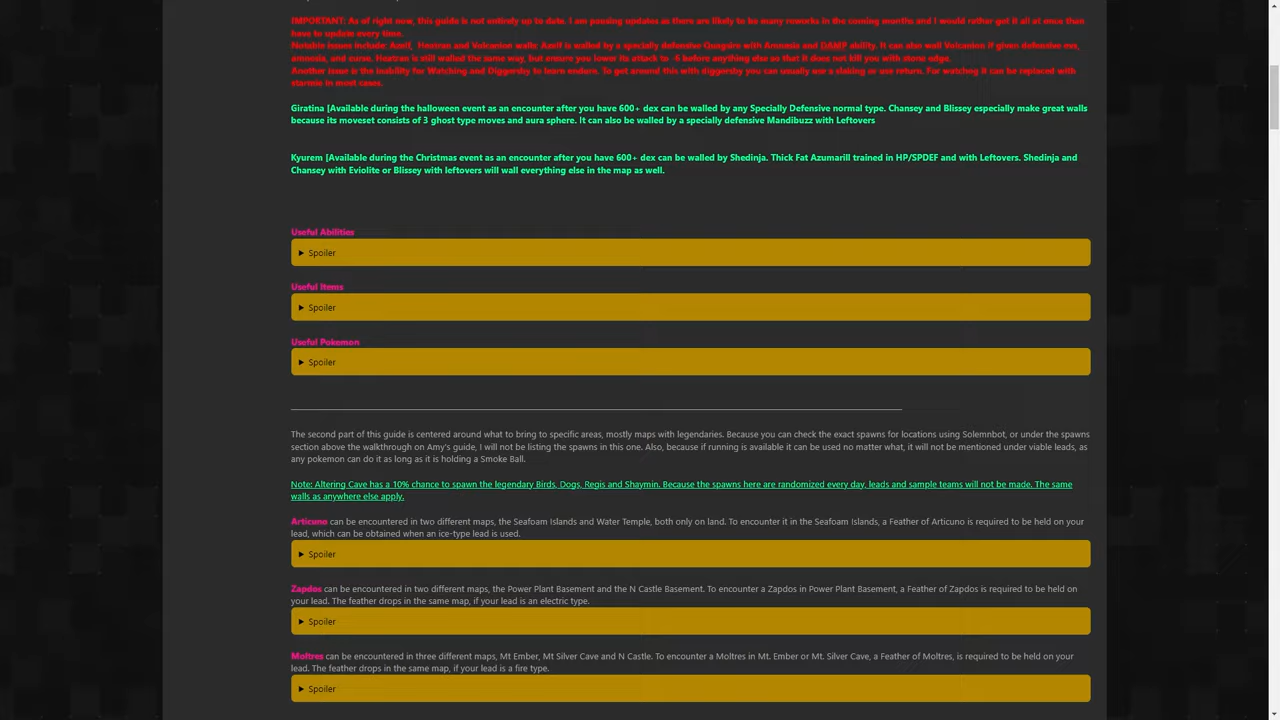 IMPORTANT: As of right now, this guide is not entirely up to date. I am pausing updates as there are likely to be many reworks in the coming months and I would rather get it all at once than
have to update every time.
Notable issues include: Azelf, Heatran and Volcanion walls. Azelf is walled by a specially defensive Quagsire with Amnesia and DAMP ability. It can also wall Volcanion if given defensive evs,
amnesia, and curse. Heatran is still walled the same way, but ensure you lower its attack to -6 before anything else so that it does not kill you with stone edge.
Another issue is the inability for Watchog and Diggersby to learn endure. To get around this with diggersby you can usually use a slaking or use return. For watchog it can be replaced with
in most cases.
Giratina [Available during the halloween event as an encounter after you have 600+ dex can be walled by any Specially Defensive normal type. Chansey and Blissey especially make great walls
because its moveset consists of 3 ghost type moves and aura sphere. It can also be walled by a specially defensive Mandibuzz with Leftovers
Kyurem [Available during the Christmas event as an encounter after you have 600+ dex can be walled by Shedinja. Thick Fat Azumarill trained in HP/SPDEF and with Leftovers. Shedinja and
Chansey with Eviolite or Blissey with leftovers will wall everything else in the map as well.
Useful Abilities
► Spoiler
Useful Items
► Spoiler
Useful Pokemon
► Spoiler
The second part of this guide is centered around what to bring to specific areas, mostly maps with legendaries. Because you can check the exact spawns for locations using Solemnbot, or under the spawns
section above the walkthrough on Amy's guide, I will not be listing the spawns in this one. Also, because if running is available it can be used no matter what, it will not be mentioned under viable leads, as
any pokemon can do it as long as it is holding a Smoke Ball.
Note: Altering Cave has a 10% chance to spawn the legendary Birds, Dogs, Regis and Shaymin. Because the spawns here are randomized every day, leads and sample teams will not be made. The same
walls as anywhere else apply.
Articuno can be encountered in two different maps, the Seafoam Islands and Water Temple, both only on land. To encounter it in the Seafoam Islands, a Feather of Articuno is required to be held on your
lead, which can be obtained when an ice-type lead is used.
► Spoiler
Zapdos can be encountered in two different maps, the Power Plant Basement and the N Castle Basement. To encounter a Zapdos in Power Plant Basement, a Feather of Zapdos is required to be held on
your lead. The feather drops in the same map, if your lead is an electric type.
► Spoiler
Moltres can be encountered in three different maps, Mt Ember, Mt Silver Cave and N Castle. To encounter a Moltres in Mt. Ember or Mt. Silver Cave, a Feather of Moltres, is required to be held on your
lead. The feather drops in the same map, if your lead is a fire type.
► Spoiler